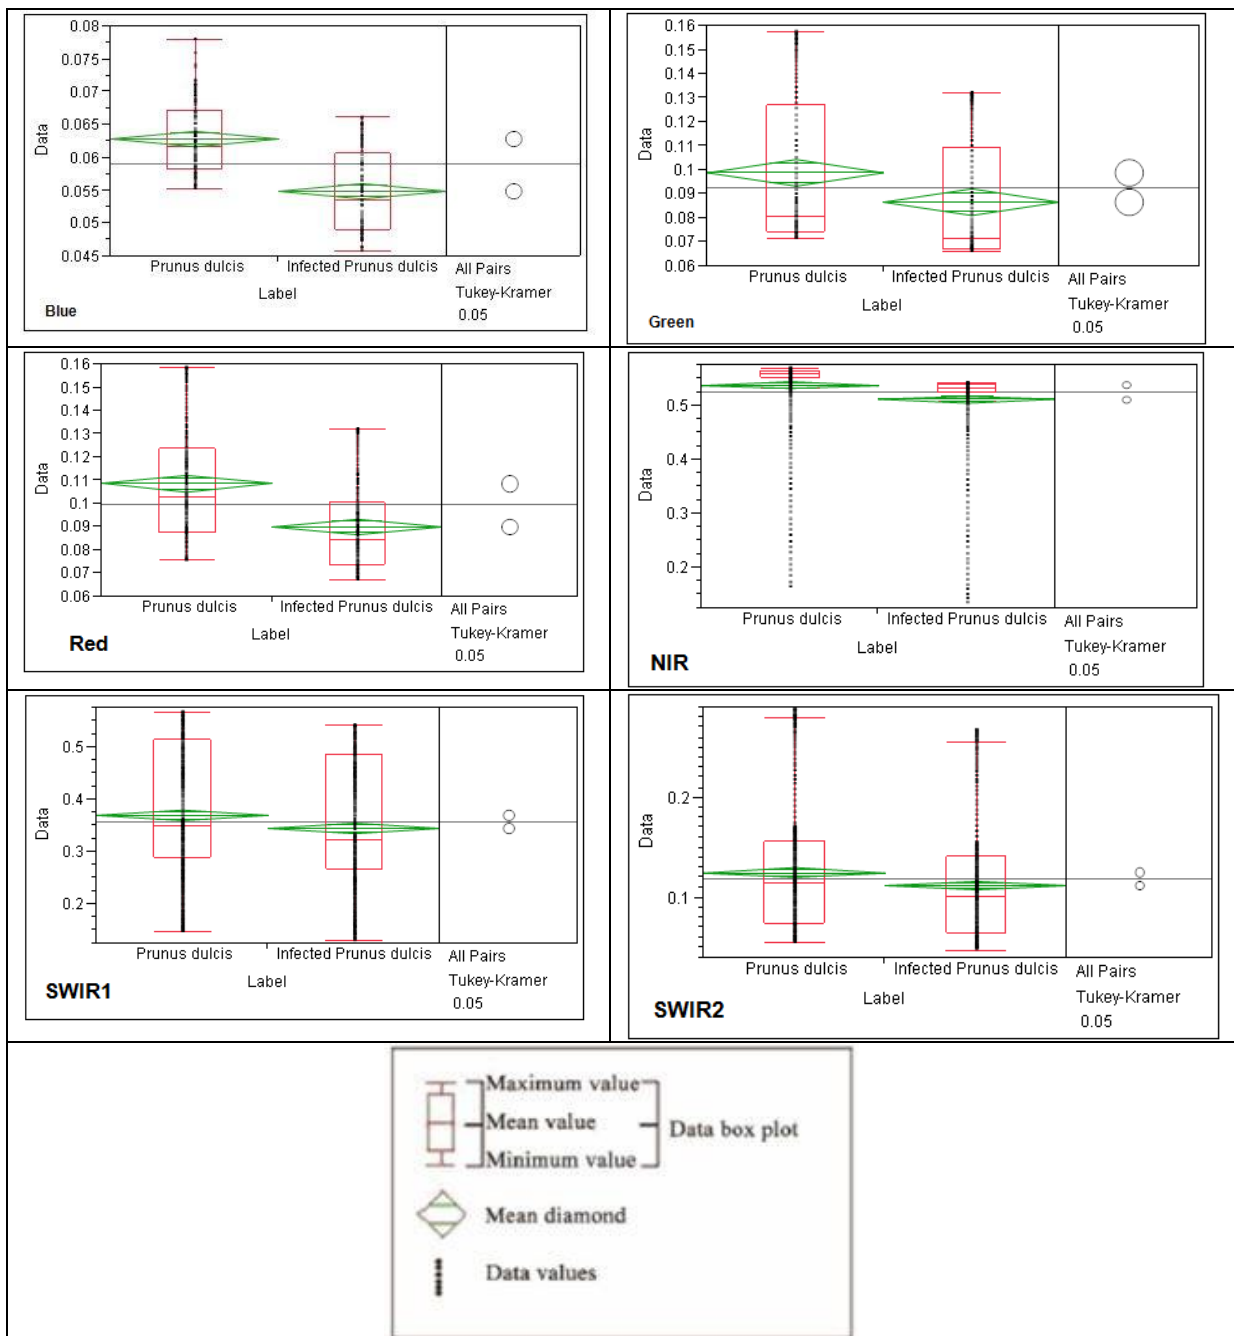 0.08
0.075
0.07
0.065
0.06
0.055
0.05
0.045
Data
Prunus dulcis
Infected Prunus dulcis
All Pairs
Tukey-Kramer
0.05
Label
Blue
0.16
0.15
0.14
0.13
0.12
0.11
0.1
0.09
0.08
0.07
0.06
Data
Prunus dulcis
Infected Prunus dulcis
All Pairs
Tukey-Kramer
0.05
Label
Green
0.16
0.15
0.14
0.13
0.12
0.11
0.1
0.09
0.08
0.07
0.06
Data
Prunus dulcis
Infected Prunus dulcis
All Pairs
Tukey-Kramer
0.05
Label
Red
0.5
0.4
0.3
0.2
Data
Prunus dulcis
Infected Prunus dulcis
All Pairs
Tukey-Kramer
0.05
Label
NIR
0.5
0.4
0.3
0.2
Data
Prunus dulcis
Infected Prunus dulcis
All Pairs
Tukey-Kramer
0.05
Label
SWIR1
0.2
0.1
Data
Prunus dulcis
Infected Prunus dulcis
All Pairs
Tukey-Kramer
0.05
Label
SWIR2
Maximum value
Mean value
Minimum value
Data box plot
Mean diamond
Data values